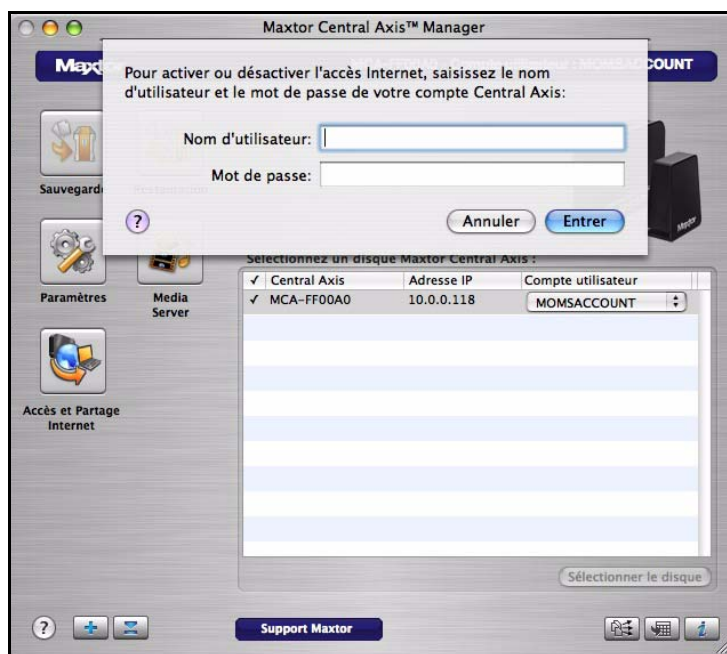 Maxtor Central Axis™ Manager
Pour activer ou désactiver l'accès Internet, saisissez le nom
d'utilisateur et le mot de passe de votre compte Central Axis:
Nom d'utilisateur:
Mot de passe:
?
Annuler
Entrer
COUNT
Sauvegard
Maxtor
Sélectionnez un disque Maxtor Central Axis :
✓ Central Axis Adresse IP Compte utilisateur
✓ MCA-FF00A0 10.0.0.118 MOMSACCOUNT
Paramètres
Media
Server
Accès et Partage
Internet
Sélectionner le disque
?
Support Maxtor
i